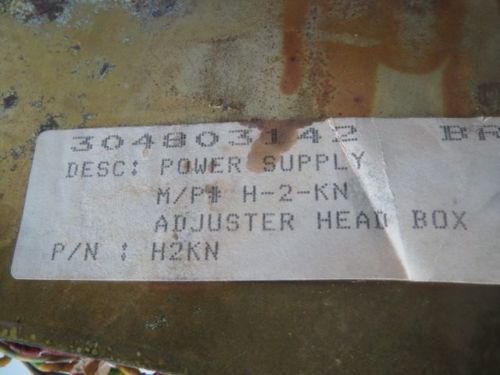 304803142 BR
DESC: POWER SUPPLY
M/P# H-2-KN
ADJUSTER HEAD BOX
P/N : H2KN